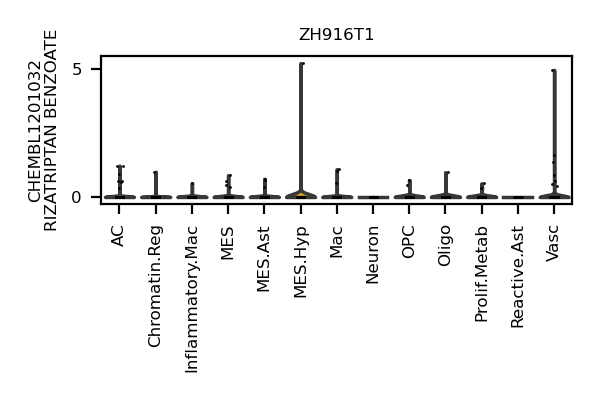 ZH916T1
CHEMBL1201032
RIZATRIPTAN BENZOATE
5
0
AC
Chromatin.Reg
Inflammatory.Mac
MES
MES.Ast
MES.Hyp
Mac
Neuron
OPC
Oligo
Prolif.Metab
Reactive.Ast
Vasc